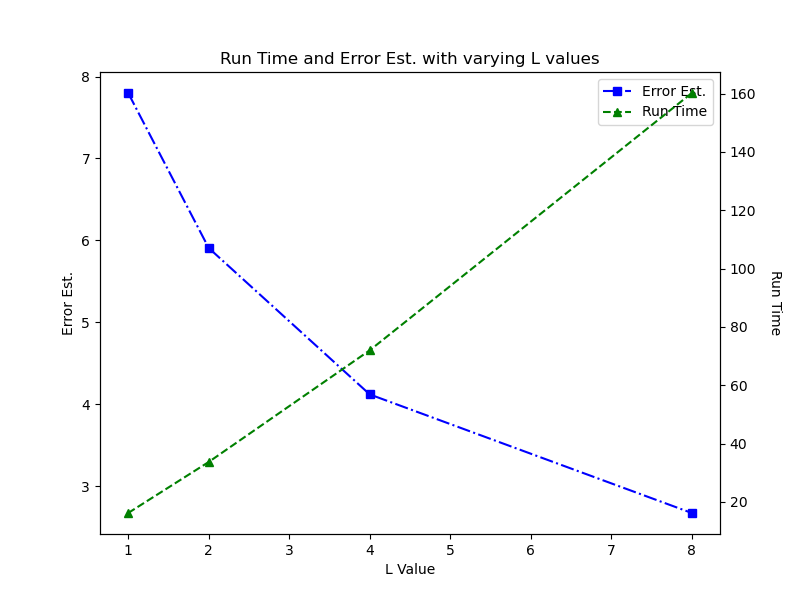 Run Time and Error Est. with varying L values
Error Est.
Run Time
8
7
6
5
4
3
Error Est.
160
140
120
100
80
60
40
20
Run Time
1 2 3 4 5 6 7 8
L Value